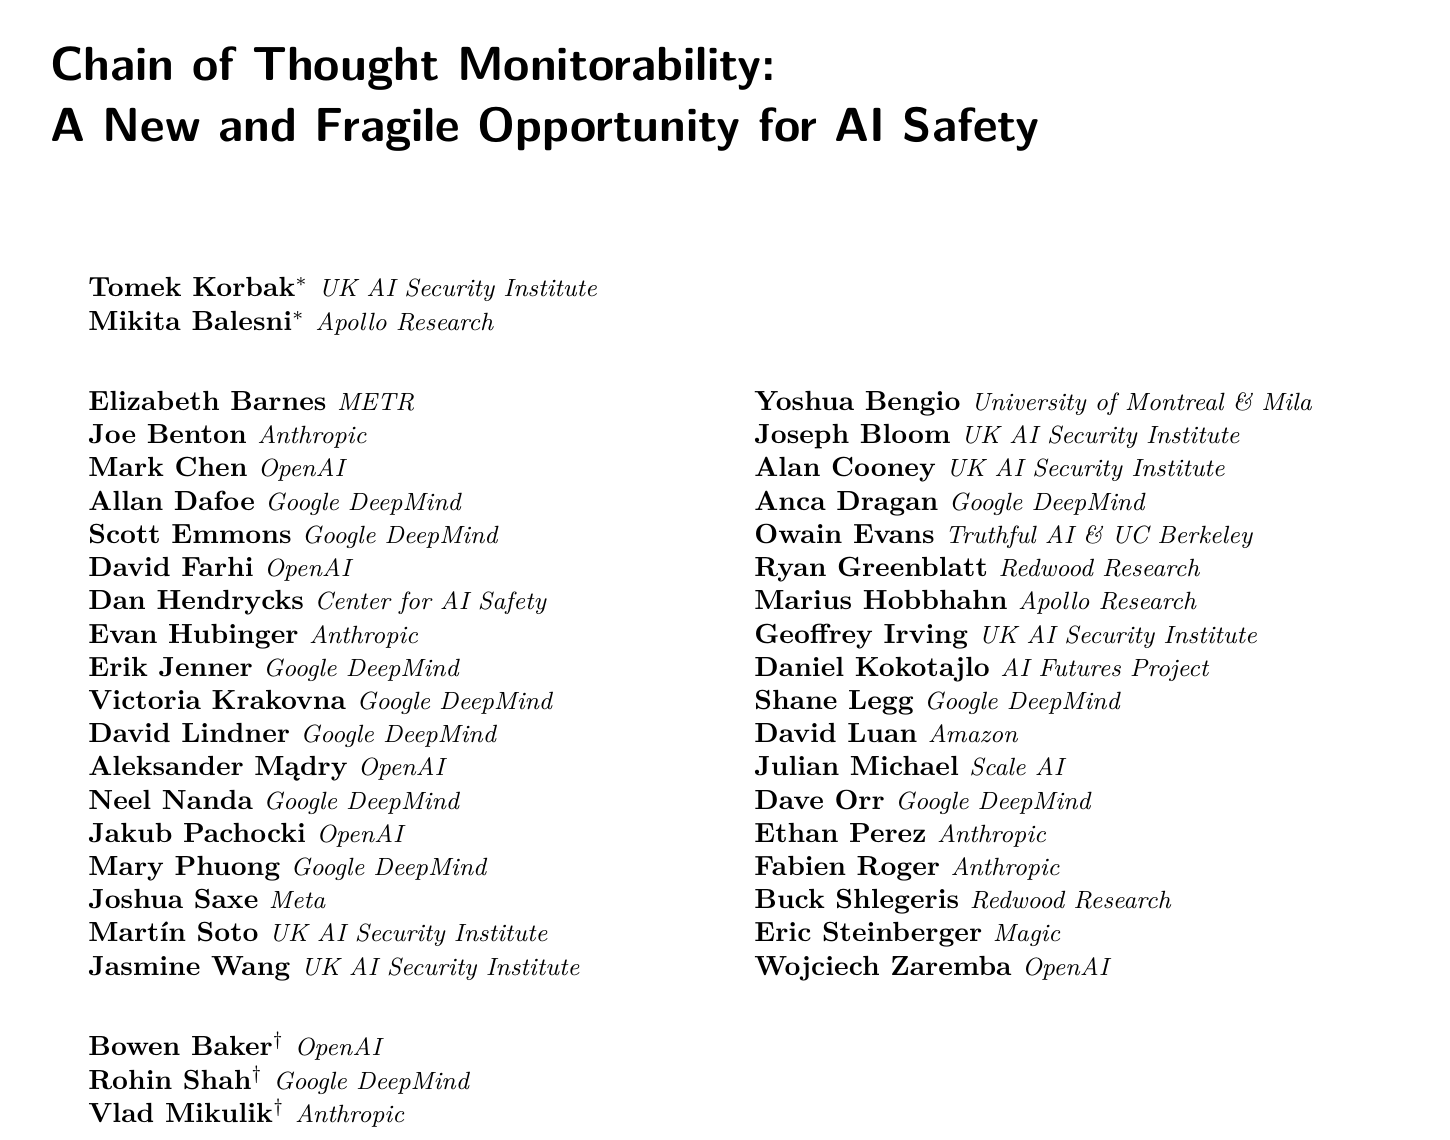 Chain of Thought Monitorability:
A New and Fragile Opportunity for AI Safety
Tomek Korbak* UK AI Security Institute
Mikita Balesni* Apollo Research
Elizabeth Barnes METR
Joe Benton Anthropic
Mark Chen OpenAI
Allan Dafoe Google DeepMind
Scott Emmons Google DeepMind
David Farhi OpenAI
Dan Hendrycks Center for AI Safety
Evan Hubinger Anthropic
Erik Jenner Google DeepMind
Victoria Krakovna Google DeepMind
David Lindner Google DeepMind
Aleksander Mądry OpenAI
Neel Nanda Google DeepMind
Jakub Pachocki OpenAI
Mary Phuong Google DeepMind
Joshua Saxe Meta
Martín Soto UK AI Security Institute
Jasmine Wang UK AI Security Institute
Yoshua Bengio University of Montreal & Mila
Joseph Bloom UK AI Security Institute
Alan Cooney UK AI Security Institute
Anca Dragan Google DeepMind
Owain Evans Truthful AI & UC Berkeley
Ryan Greenblatt Redwood Research
Marius Hobbhahn Apollo Research
Geoffrey Irving UK AI Security Institute
Daniel Kokotajlo AI Futures Project
Shane Legg Google DeepMind
David Luan Amazon
Julian Michael Scale AI
Dave Orr Google DeepMind
Ethan Perez Anthropic
Fabien Roger Anthropic
Buck Shlegeris Redwood Research
Eric Steinberger Magic
Wojciech Zaremba OpenAI
Bowen Baker† OpenAI
Rohin Shah† Google DeepMind
Vlad Mikulik† Anthropic